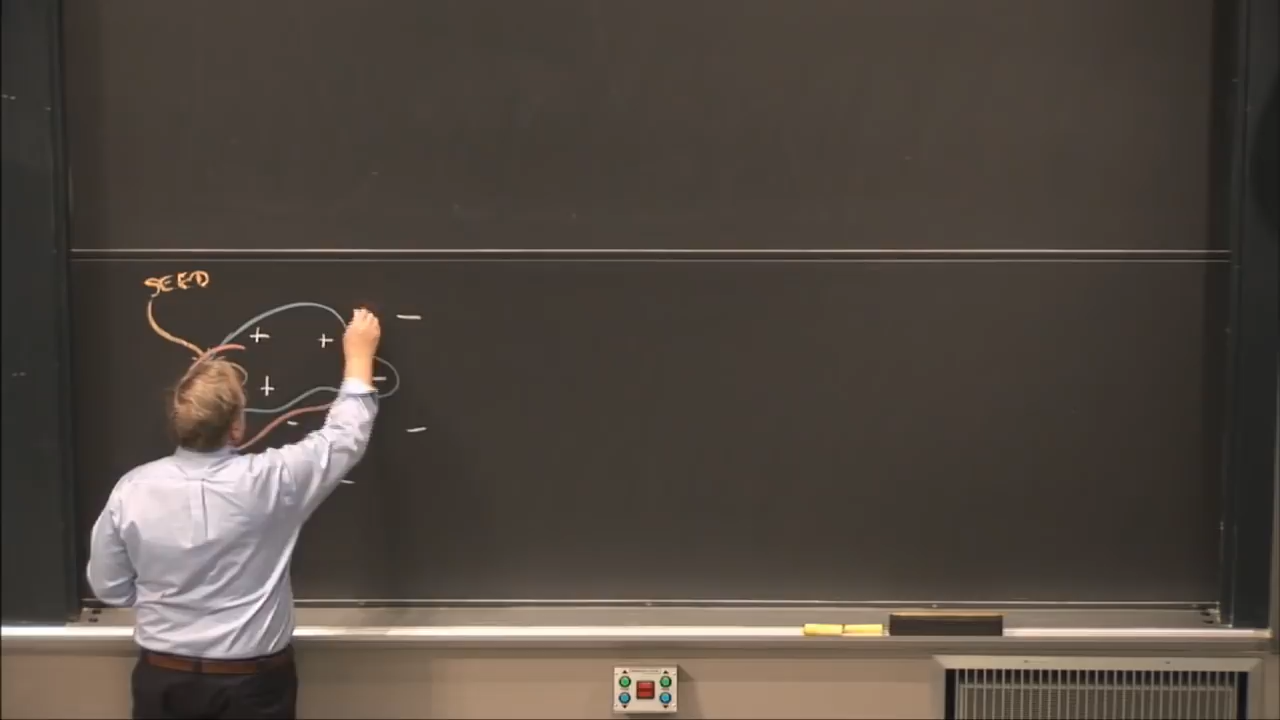 SEED
+ + −
+ −
− −
−